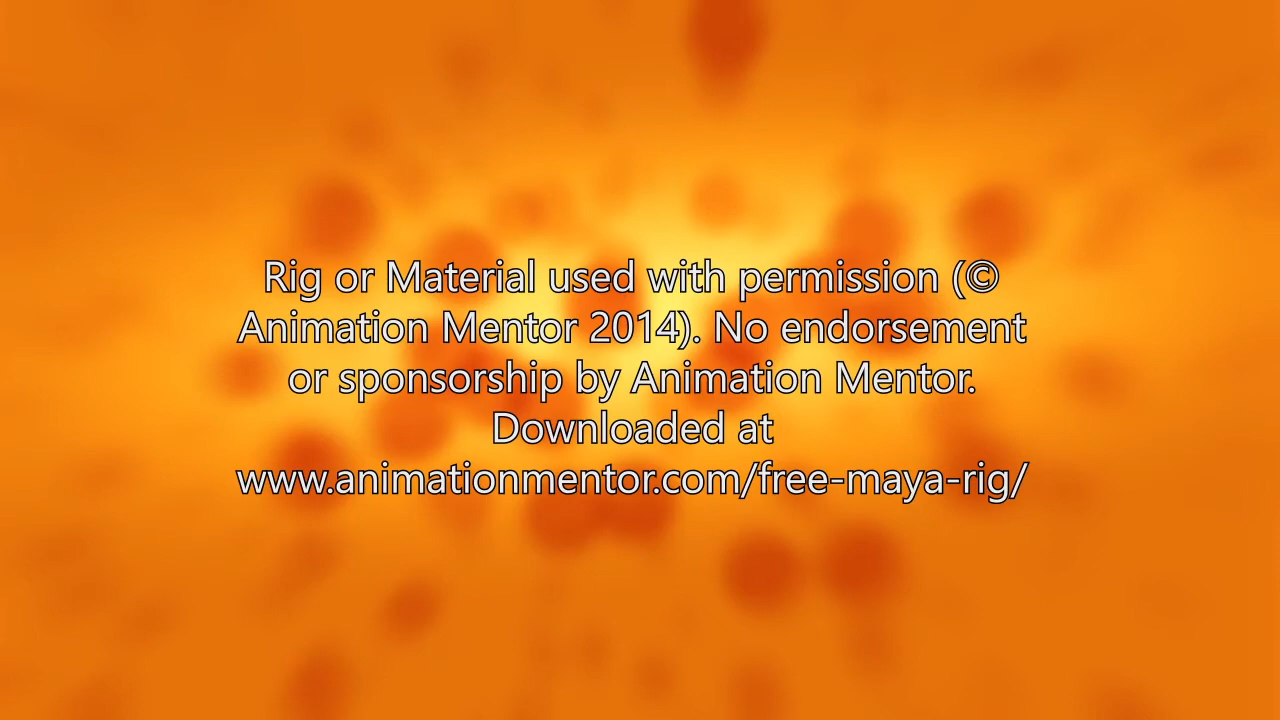 Rig or Material used with permission (©
Animation Mentor 2014). No endorsement
or sponsorship by Animation Mentor.
Downloaded at
www.animationmentor.com/free-maya-rig/